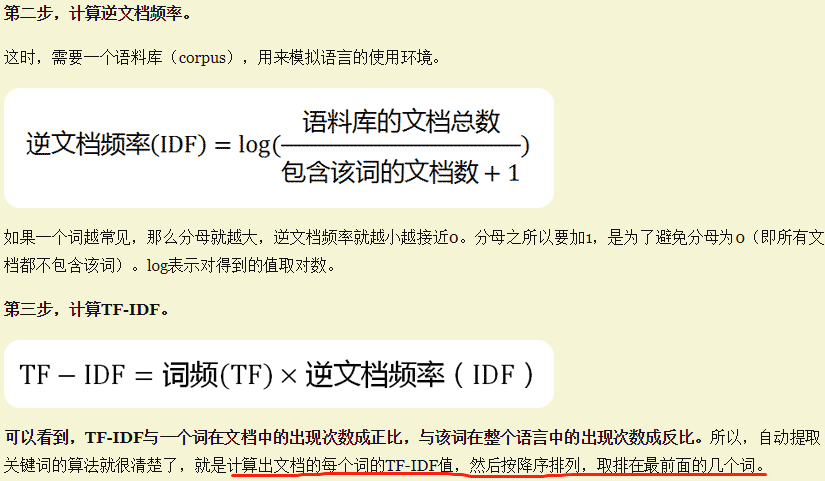 第二步，计算逆文档频率。
这时，需要一个语料库（corpus），用来模拟语言的使用环境。
语料库的文档总数
逆文档频率(IDF) = log(
)
包含该词的文档数 + 1
如果一个词越常见，那么分母就越大，逆文档频率就越小越接近0。分母之所以要加1，是为了避免分母为0（即所有文
档都不包含该词）。log表示对得到的值取对数。
第三步，计算TF-IDF。
TF − IDF = 词频(TF) × 逆文档频率（IDF）
可以看到，TF-IDF与一个词在文档中的出现次数成正比，与该词在整个语言中的出现次数成反比。所以，自动提取
关键词的算法就很清楚了，就是计算出文档的每个词的TF-IDF值，然后按降序排列，取排在最前面的几个词。